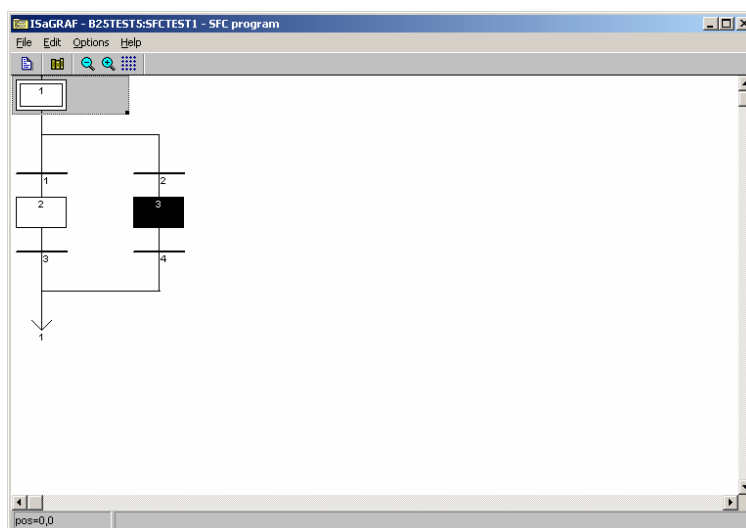 ISaGRAF - B25TEST5:SFCTEST1 - SFC program
File Edit Options Help
1
1 2
2 3
3 4
1
pos=0,0